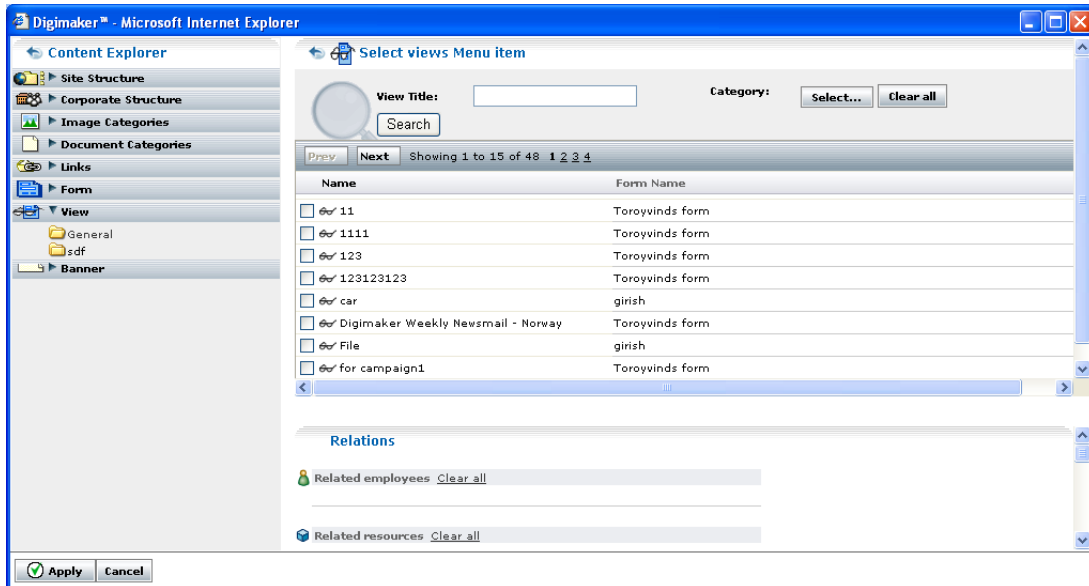 Digimaker™ - Microsoft Internet Explorer
Content Explorer
Site Structure
Corporate Structure
Image Categories
Document Categories
Links
Form
View
General
sdf
Banner
Select views Menu item
View Title:
Category:
Select...
Clear all
Search
Prev Next Showing 1 to 15 of 48 1 2 3 4
Name Form Name
11 Toroyvinds form
1111 Toroyvinds form
123 Toroyvinds form
123123123 Toroyvinds form
car girish
Digimaker Weekly Newsmail - Norway Toroyvinds form
File girish
for campaign1 Toroyvinds form
Relations
Related employees Clear all
Related resources Clear all
Apply Cancel